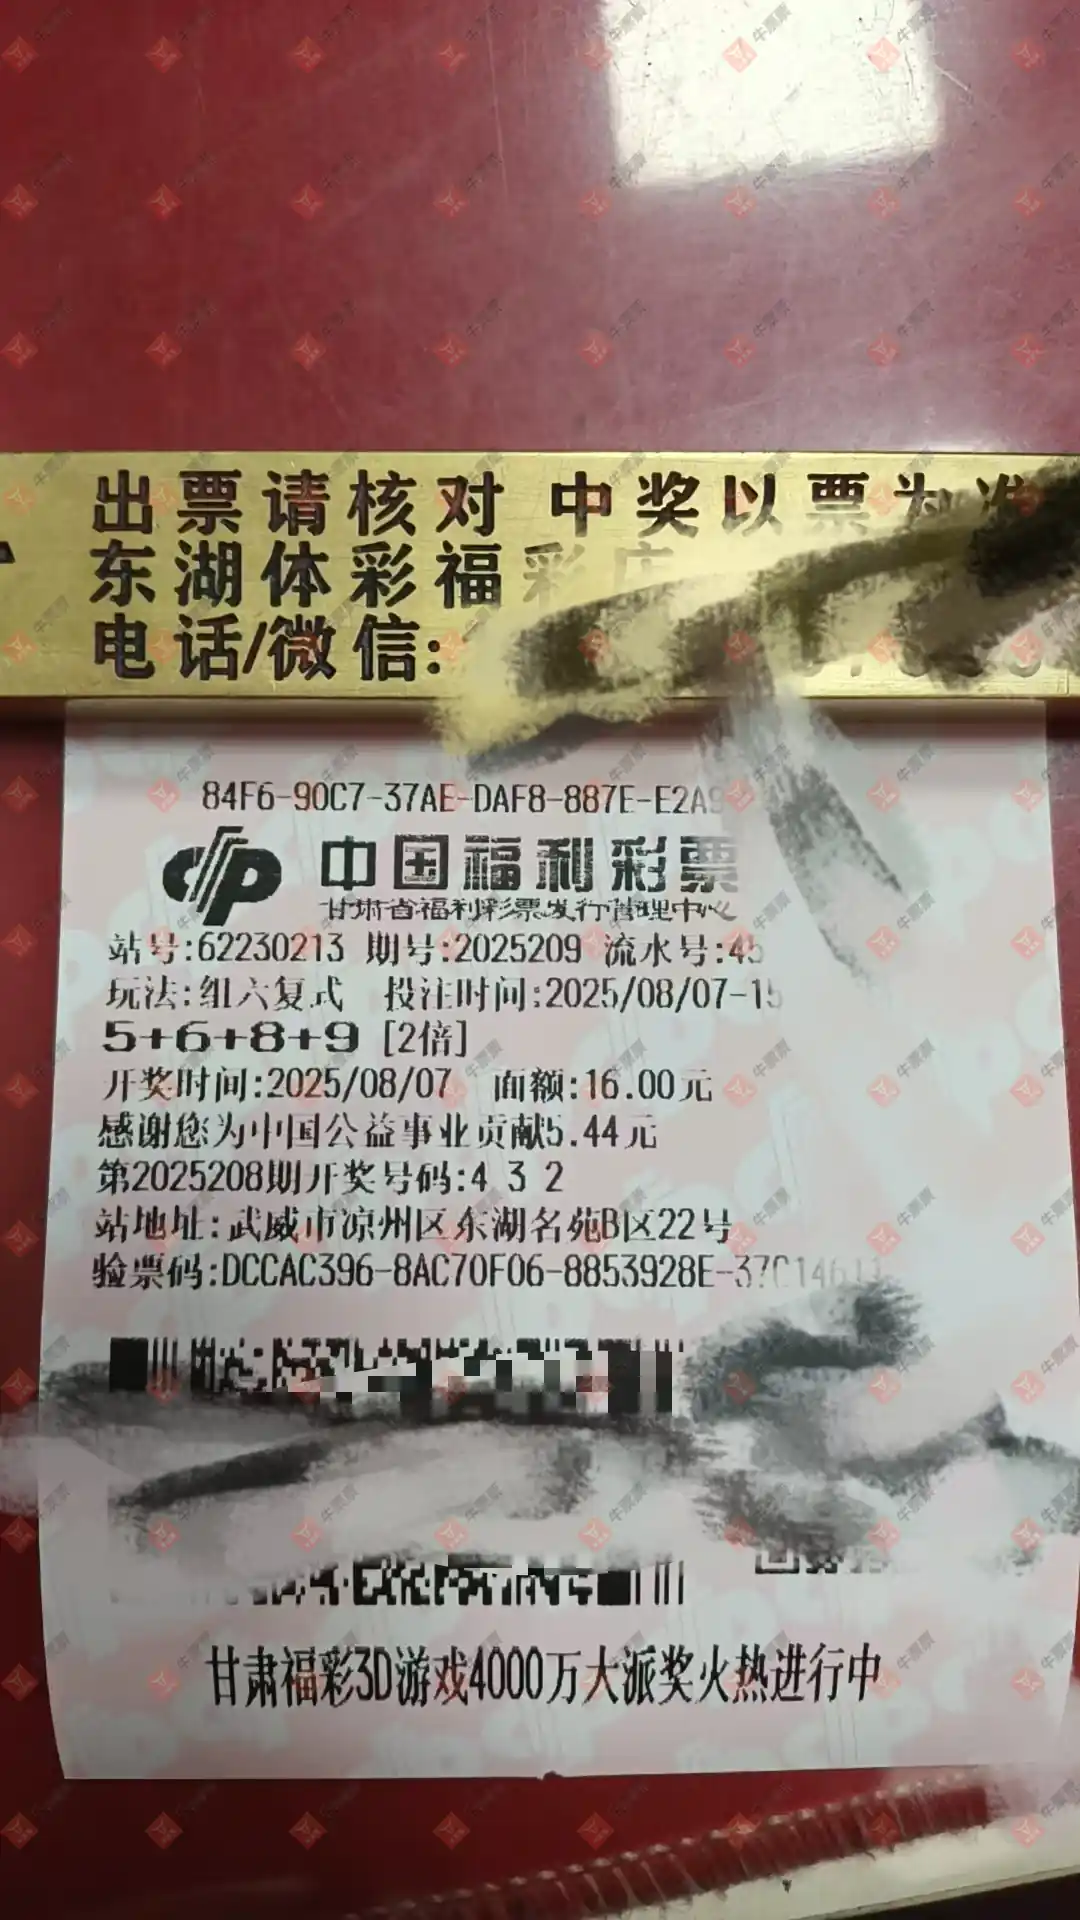 出票请核对 中奖以票为准
东湖体彩福彩店
电话/微信:
84F6-90C7-37AE-DAF8-887E-E2A9
中国福利彩票
甘肃省福利彩票发行管理中心
站号:62230213 期号:2025209 流水号:45
玩法:组六复式 投注时间:2025/08/07-15
5+6+8+9 [2倍]
开奖时间:2025/08/07 面额:16.00元
感谢您为中国公益事业贡献5.44元
第2025208期开奖号码:4 3 2
站地址:武威市凉州区东湖名苑B区22号
验票码:DCCAC396-8AC70F06-8853928E-37C14611
甘肃福彩3D游戏4000万大派奖火热进行中